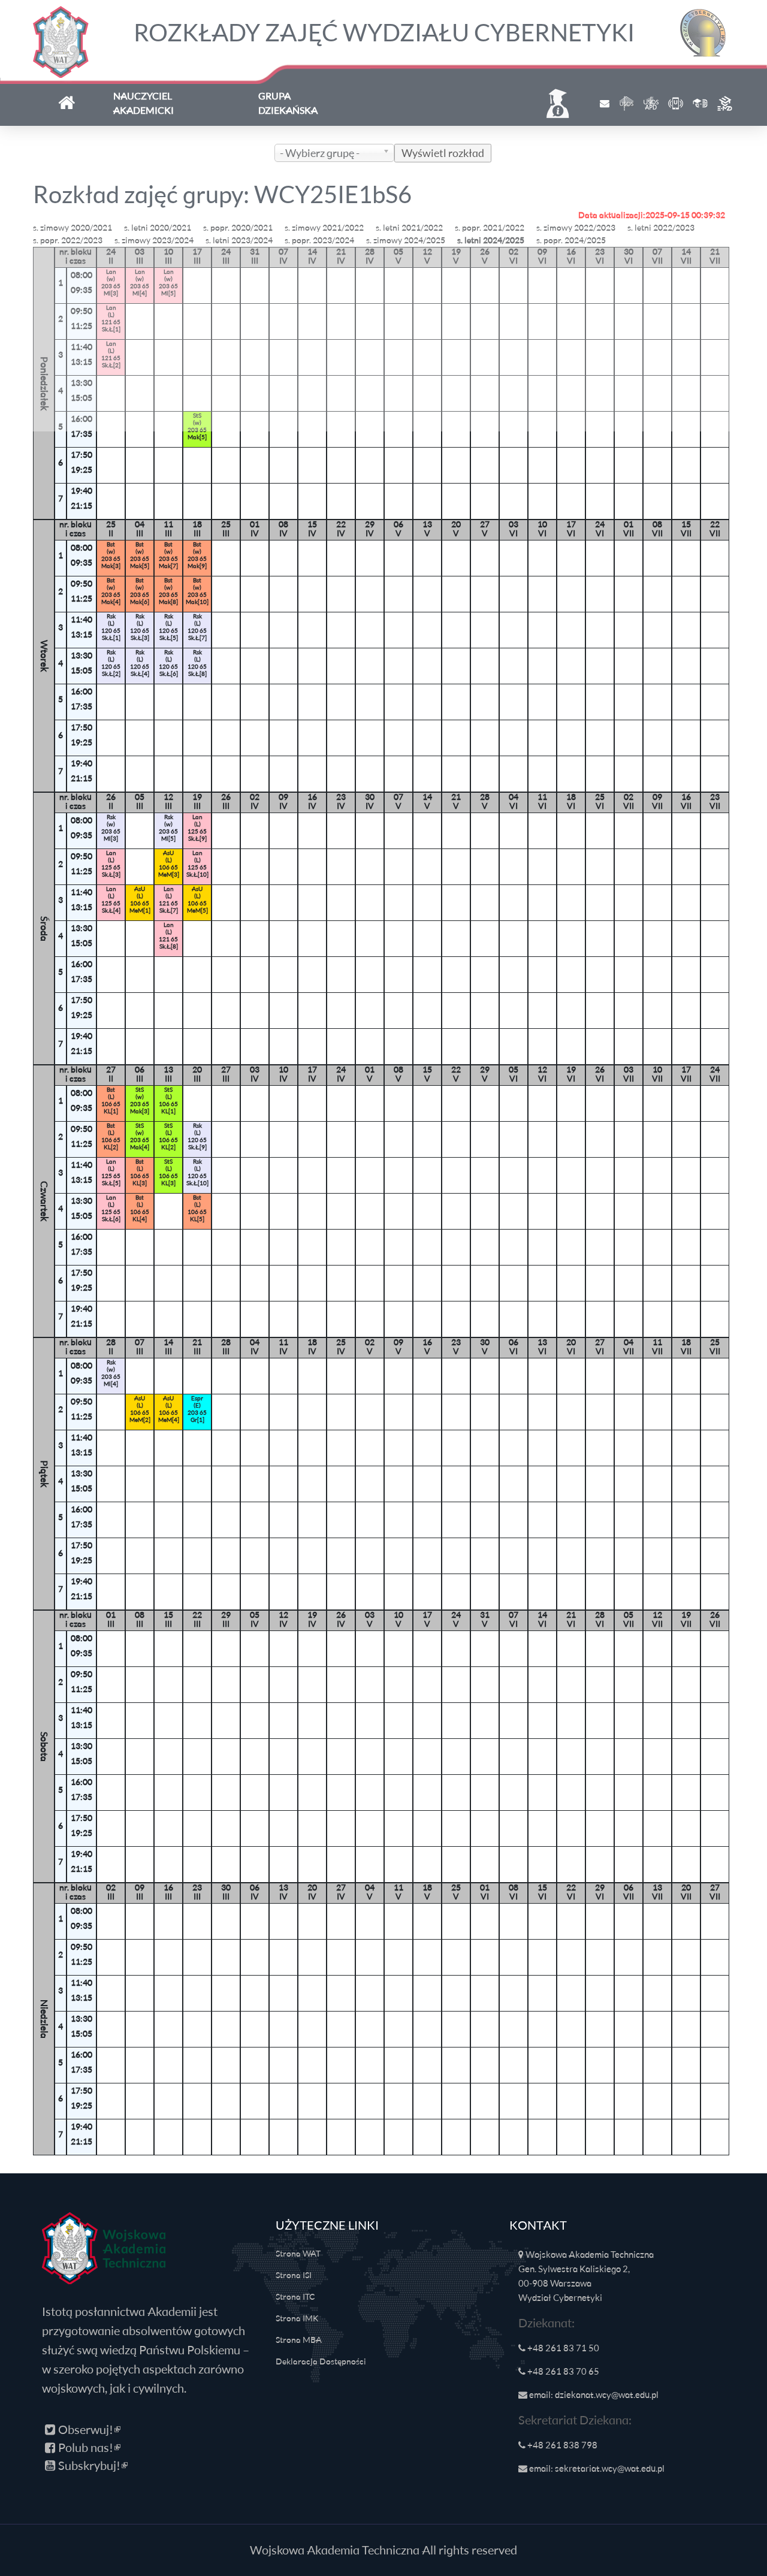 ROZKŁADY ZAJĘĆ WYDZIAŁU CYBERNETYKI
WAT
NAUCZYCIEL AKADEMICKI
GRUPA DZIEKAŃSKA
- Wybierz grupę -
Wyświetl rozkład
Rozkład zajęć grupy: WCY25IE1bS6
Data aktualizacji:2025-09-15 00:39:32
s. zimowy 2020/2021 s. letni 2020/2021 s. popr. 2020/2021 s. zimowy 2021/2022 s. letni 2021/2022 s. popr. 2021/2022 s. zimowy 2022/2023 s. letni 2022/2023
s. popr. 2022/2023 s. zimowy 2023/2024 s. letni 2023/2024 s. popr. 2023/2024 s. zimowy 2024/2025 s. letni 2024/2025 s. popr. 2024/2025
Poniedziałek
nr. bloku i czas 24 II 03 III 10 III 17 III 24 III 31 III 07 IV 14 IV 21 IV 28 IV 05 V 12 V 19 V 26 V 02 VI 09 VI 16 VI 23 VI 30 VI 07 VII 14 VII 21 VII
1 08:00 09:35 Lan (w) 203 65 MI[3] Lan (w) 203 65 MI[4] Lan (w) 203 65 MI[5]
2 09:50 11:25 Lan (L) 121 65 Sk.Ł[1]
3 11:40 13:15 Lan (L) 121 65 Sk.Ł[2]
4 13:30 15:05
5 16:00 17:35 StS (w) 203 65 Mak[5]
6 17:50 19:25
7 19:40 21:15
Wtorek
nr. bloku i czas 25 II 04 III 11 III 18 III 25 III 01 IV 08 IV 15 IV 22 IV 29 IV 06 V 13 V 20 V 27 V 03 VI 10 VI 17 VI 24 VI 01 VII 08 VII 15 VII 22 VII
1 08:00 09:35 Bst (w) 203 65 Mak[3] Bst (w) 203 65 Mak[5] Bst (w) 203 65 Mak[7] Bst (w) 203 65 Mak[9]
2 09:50 11:25 Bst (w) 203 65 Mak[4] Bst (w) 203 65 Mak[6] Bst (w) 203 65 Mak[8] Bst (w) 203 65 Mak[10]
3 11:40 13:15 Rsk (L) 120 65 Sk.Ł[1] Rsk (L) 120 65 Sk.Ł[3] Rsk (L) 120 65 Sk.Ł[5] Rsk (L) 120 65 Sk.Ł[7]
4 13:30 15:05 Rsk (L) 120 65 Sk.Ł[2] Rsk (L) 120 65 Sk.Ł[4] Rsk (L) 120 65 Sk.Ł[6] Rsk (L) 120 65 Sk.Ł[8]
5 16:00 17:35
6 17:50 19:25
7 19:40 21:15
Środa
nr. bloku i czas 26 II 05 III 12 III 19 III 26 III 02 IV 09 IV 16 IV 23 IV 30 IV 07 V 14 V 21 V 28 V 04 VI 11 VI 18 VI 25 VI 02 VII 09 VII 16 VII 23 VII
1 08:00 09:35 Rsk (w) 203 65 MI[3] Rsk (w) 203 65 MI[5] Lan (L) 125 65 Sk.Ł[9]
2 09:50 11:25 Lan (L) 125 65 Sk.Ł[3] AsU (L) 106 65 MaM[3] Lan (L) 125 65 Sk.Ł[10]
3 11:40 13:15 Lan (L) 125 65 Sk.Ł[4] AsU (L) 106 65 MaM[1] Lan (L) 121 65 Sk.Ł[7] AsU (L) 106 65 MaM[5]
4 13:30 15:05 Lan (L) 121 65 Sk.Ł[8]
5 16:00 17:35
6 17:50 19:25
7 19:40 21:15
Czwartek
nr. bloku i czas 27 II 06 III 13 III 20 III 27 III 03 IV 10 IV 17 IV 24 IV 01 V 08 V 15 V 22 V 29 V 05 VI 12 VI 19 VI 26 VI 03 VII 10 VII 17 VII 24 VII
1 08:00 09:35 Bst (L) 106 65 KL[1] StS (w) 203 65 Mak[3] StS (L) 106 65 KL[1]
2 09:50 11:25 Bst (L) 106 65 KL[2] StS (w) 203 65 Mak[4] StS (L) 106 65 KL[2] Rsk (L) 120 65 Sk.Ł[9]
3 11:40 13:15 Lan (L) 125 65 Sk.Ł[5] Bst (L) 106 65 KL[3] StS (L) 106 65 KL[3] Rsk (L) 120 65 Sk.Ł[10]
4 13:30 15:05 Lan (L) 125 65 Sk.Ł[6] Bst (L) 106 65 KL[4] Bst (L) 106 65 KL[5]
5 16:00 17:35
6 17:50 19:25
7 19:40 21:15
Piątek
nr. bloku i czas 28 II 07 III 14 III 21 III 28 III 04 IV 11 IV 18 IV 25 IV 02 V 09 V 16 V 23 V 30 V 06 VI 13 VI 20 VI 27 VI 04 VII 11 VII 18 VII 25 VII
1 08:00 09:35 Rsk (w) 203 65 MI[4]
2 09:50 11:25 AsU (L) 106 65 MaM[2] AsU (L) 106 65 MaM[4] Espr (E) 203 65 Gr[1]
3 11:40 13:15
4 13:30 15:05
5 16:00 17:35
6 17:50 19:25
7 19:40 21:15
Sobota
nr. bloku i czas 01 III 08 III 15 III 22 III 29 III 05 IV 12 IV 19 IV 26 IV 03 V 10 V 17 V 24 V 31 V 07 VI 14 VI 21 VI 28 VI 05 VII 12 VII 19 VII 26 VII
1 08:00 09:35
2 09:50 11:25
3 11:40 13:15
4 13:30 15:05
5 16:00 17:35
6 17:50 19:25
7 19:40 21:15
Niedziela
nr. bloku i czas 02 III 09 III 16 III 23 III 30 III 06 IV 13 IV 20 IV 27 IV 04 V 11 V 18 V 25 V 01 VI 08 VI 15 VI 22 VI 29 VI 06 VII 13 VII 20 VII 27 VII
1 08:00 09:35
2 09:50 11:25
3 11:40 13:15
4 13:30 15:05
5 16:00 17:35
6 17:50 19:25
7 19:40 21:15
WAT
Wojskowa
Akademia
Techniczna
Istotą posłannictwa Akademii jest
przygotowanie absolwentów gotowych
służyć swą wiedzą Państwu Polskiemu –
w szeroko pojętych aspektach zarówno
wojskowych, jak i cywilnych.
Obserwuj!
Polub nas!
Subskrybuj!
UŻYTECZNE LINKI
Strona WAT
Strona ISI
Strona ITC
Strona IMK
Strona MBA
Deklaracja Dostępności
KONTAKT
Wojskowa Akademia Techniczna
Gen. Sylwestra Kaliskiego 2,
00-908 Warszawa
Wydział Cybernetyki
Dziekanat:
+48 261 83 71 50
+48 261 83 70 65
email: dziekanat.wcy@wat.edu.pl
Sekretariat Dziekana:
+48 261 838 798
email: sekretariat.wcy@wat.edu.pl
Wojskowa Akademia Techniczna All rights reserved